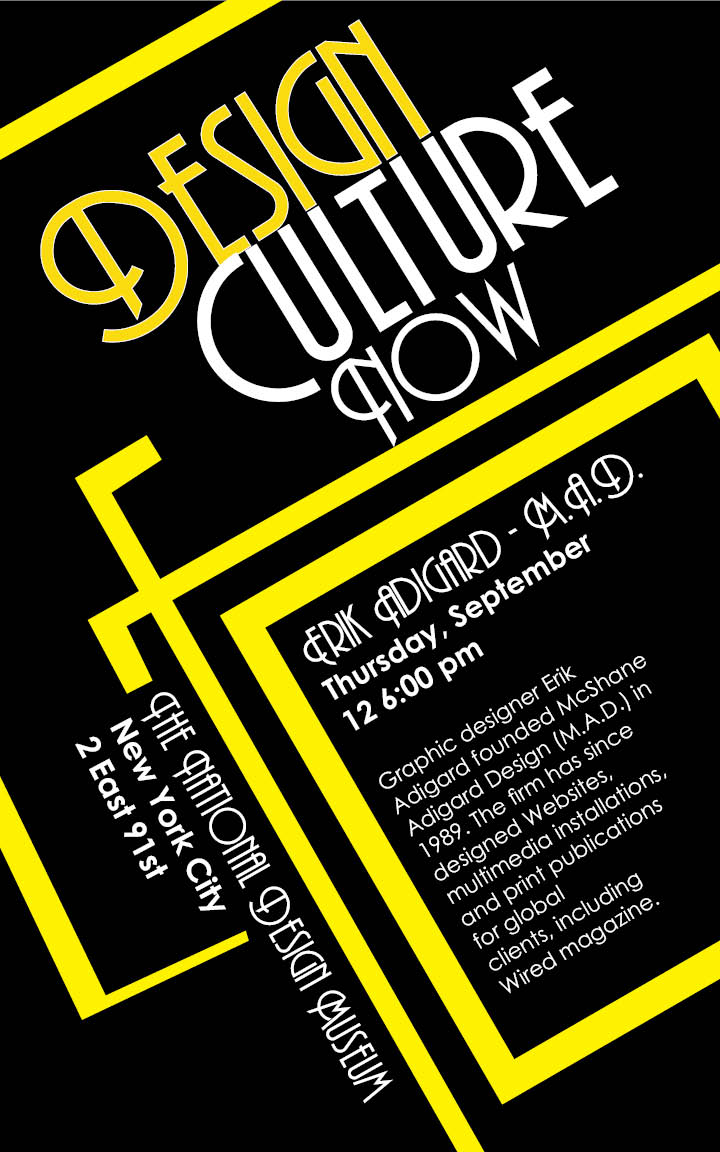 DESIGN
CULTURE
NOW
ERIK ADIGARD - M.A.D.
Thursday, September
12 6:00 pm
Graphic designer Erik
Adigard founded McShane
Adigard Design (M.A.D.) in
1989. The firm has since
designed Websites,
multimedia installations,
and print publications
for global
clients, including
Wired magazine.
THE NATIONAL DESIGN MUSEUM
New York City
2 East 91st